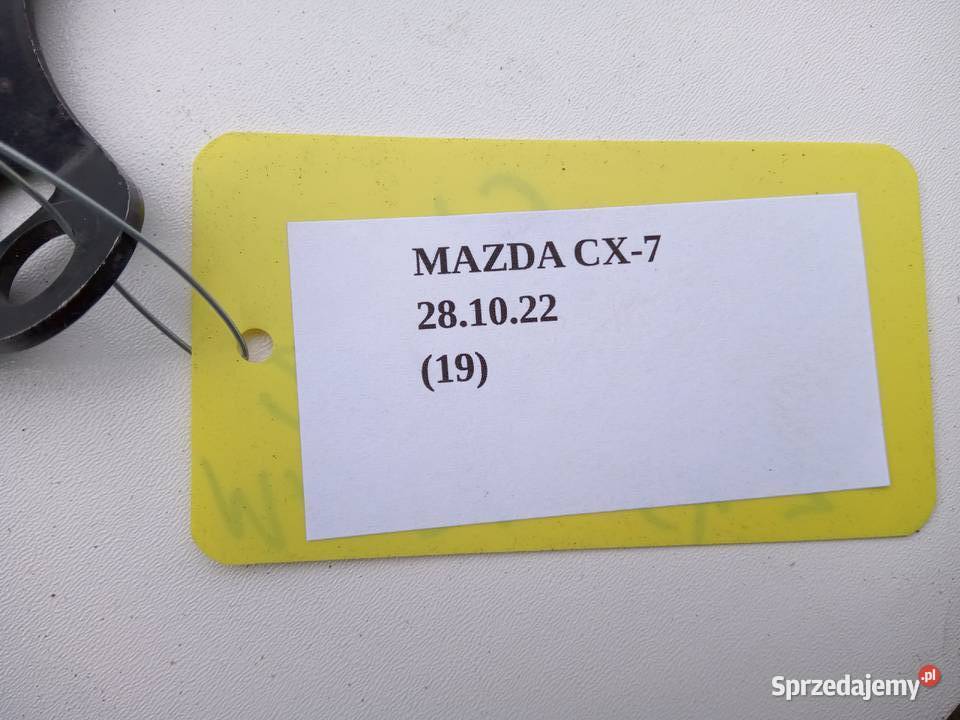 MAZDA CX-7
28.10.22
(19)
Sprzedajemy.pl